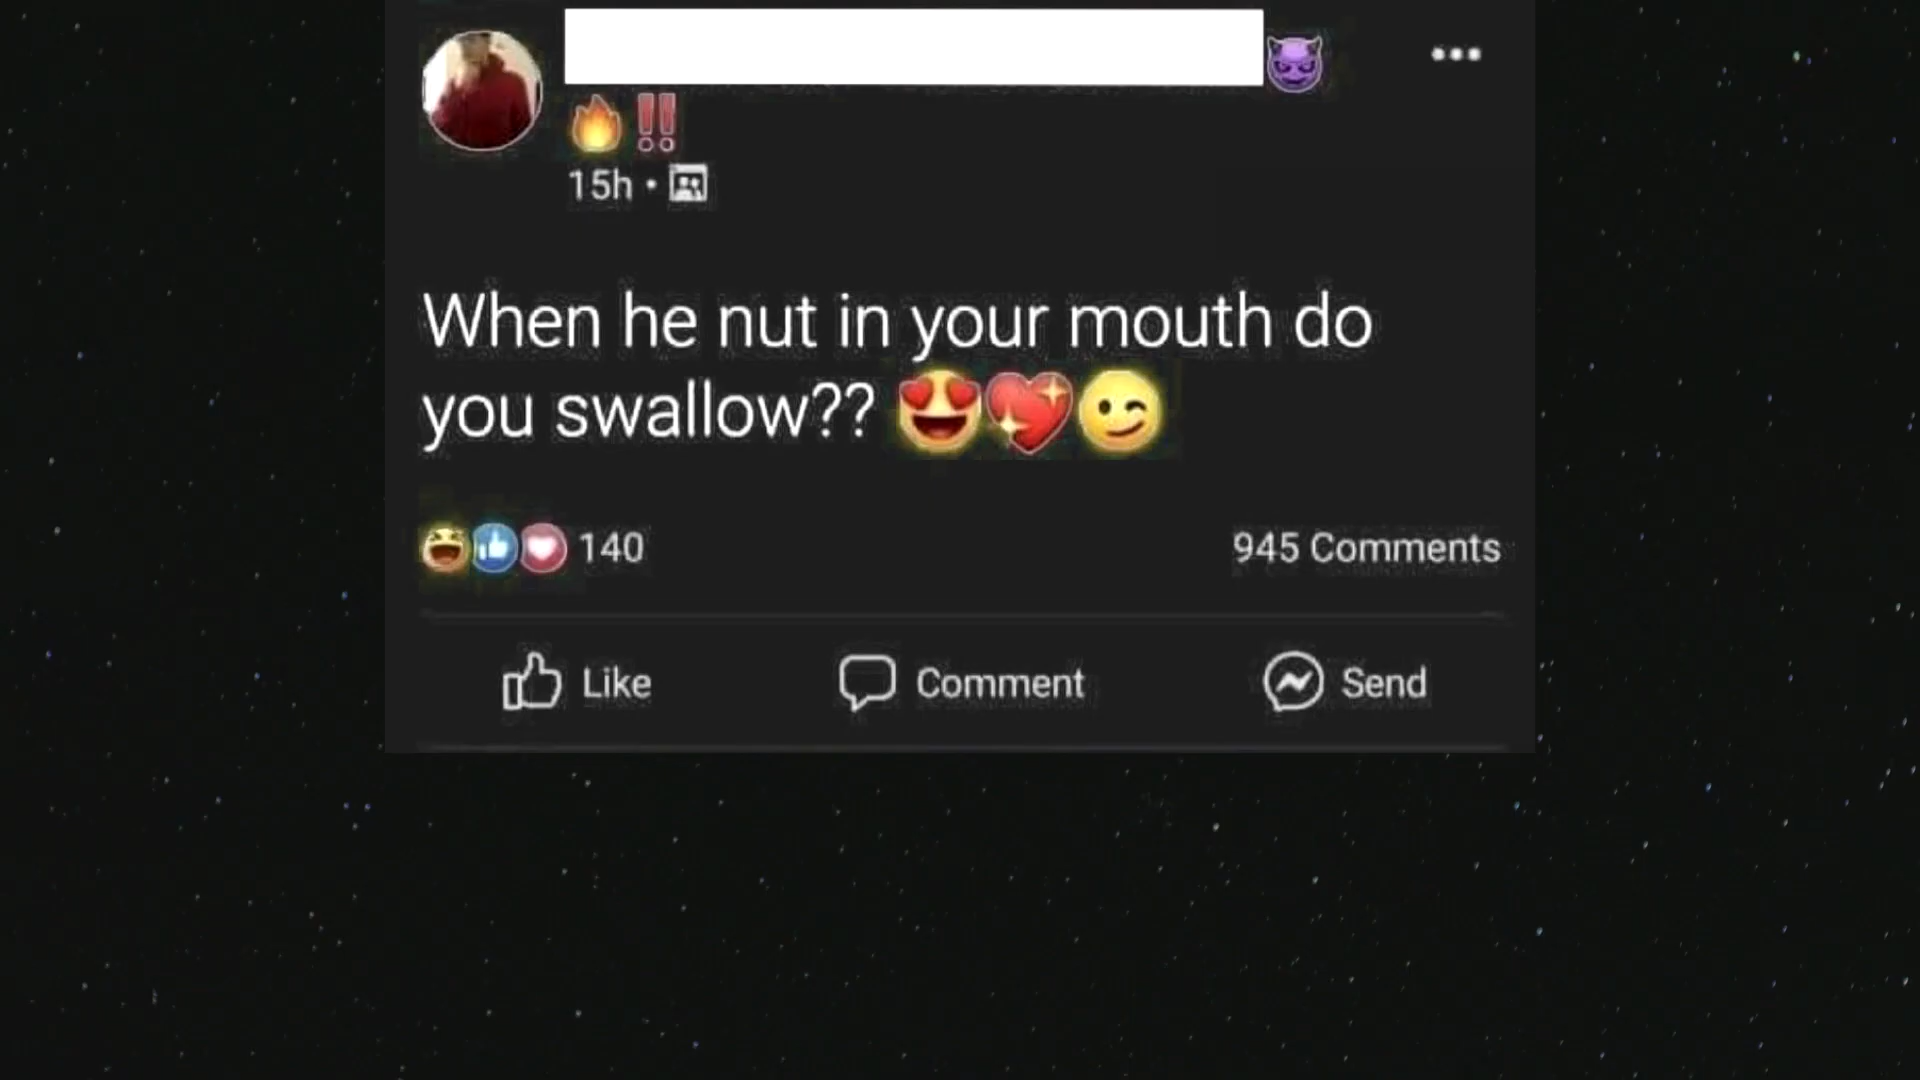 😈
🔥‼️
15h •
When he nut in your mouth do
you swallow?? 😍💖😉
140
945 Comments
Like
Comment
Send